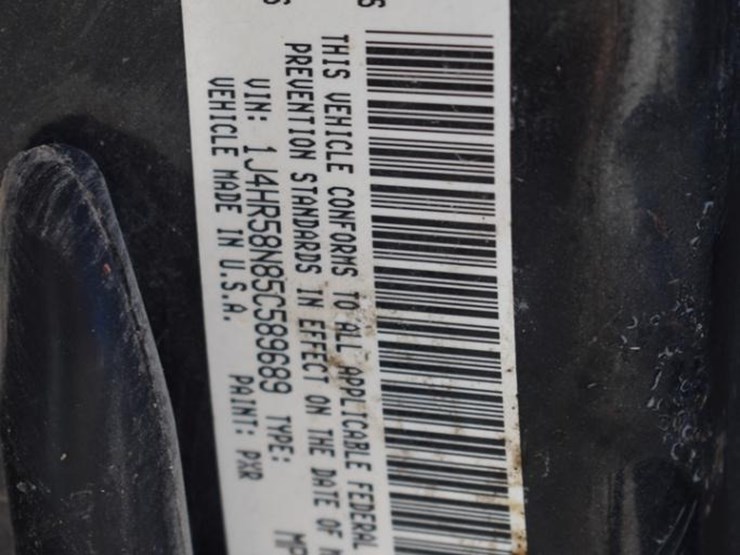 THIS VEHICLE CONFORMS TO ALL APPLICABLE FEDERAL
PREVENTION STANDARDS IN EFFECT ON THE DATE OF
VIN: 1J4HR58N85C589689 TYPE:
VEHICLE MADE IN U.S.A. PAINT: PXR